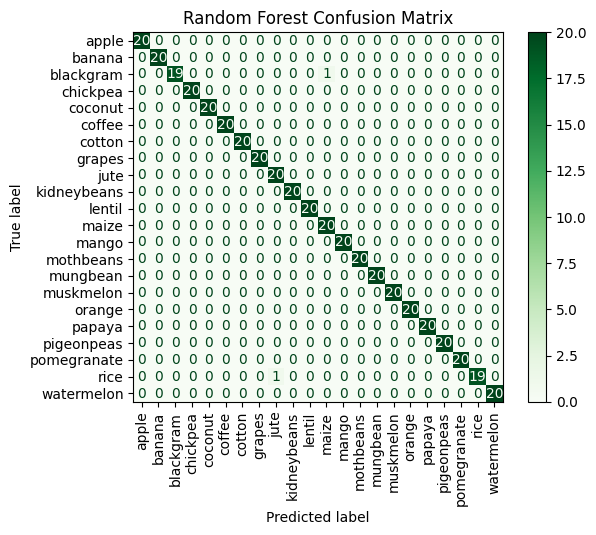 Random Forest Confusion Matrix
apple 20 0 0 0 0 0 0 0 0 0 0 0 0 0 0 0 0 0 0 0 0 0
banana 0 20 0 0 0 0 0 0 0 0 0 0 0 0 0 0 0 0 0 0 0 0
blackgram 0 0 19 0 0 0 0 0 0 0 0 1 0 0 0 0 0 0 0 0 0 0
chickpea 0 0 0 20 0 0 0 0 0 0 0 0 0 0 0 0 0 0 0 0 0 0
coconut 0 0 0 0 20 0 0 0 0 0 0 0 0 0 0 0 0 0 0 0 0 0
coffee 0 0 0 0 0 20 0 0 0 0 0 0 0 0 0 0 0 0 0 0 0 0
cotton 0 0 0 0 0 0 20 0 0 0 0 0 0 0 0 0 0 0 0 0 0 0
grapes 0 0 0 0 0 0 0 20 0 0 0 0 0 0 0 0 0 0 0 0 0 0
jute 0 0 0 0 0 0 0 0 20 0 0 0 0 0 0 0 0 0 0 0 0 0
kidneybeans 0 0 0 0 0 0 0 0 0 20 0 0 0 0 0 0 0 0 0 0 0 0
lentil 0 0 0 0 0 0 0 0 0 0 20 0 0 0 0 0 0 0 0 0 0 0
maize 0 0 0 0 0 0 0 0 0 0 0 20 0 0 0 0 0 0 0 0 0 0
mango 0 0 0 0 0 0 0 0 0 0 0 0 20 0 0 0 0 0 0 0 0 0
mothbeans 0 0 0 0 0 0 0 0 0 0 0 0 0 20 0 0 0 0 0 0 0 0
mungbean 0 0 0 0 0 0 0 0 0 0 0 0 0 0 20 0 0 0 0 0 0 0
muskmelon 0 0 0 0 0 0 0 0 0 0 0 0 0 0 0 20 0 0 0 0 0 0
orange 0 0 0 0 0 0 0 0 0 0 0 0 0 0 0 0 20 0 0 0 0 0
papaya 0 0 0 0 0 0 0 0 0 0 0 0 0 0 0 0 0 20 0 0 0 0
pigeonpeas 0 0 0 0 0 0 0 0 0 0 0 0 0 0 0 0 0 0 20 0 0 0
pomegranate 0 0 0 0 0 0 0 0 0 0 0 0 0 0 0 0 0 0 0 20 0 0
rice 0 0 0 0 0 0 0 0 1 0 0 0 0 0 0 0 0 0 0 0 19 0
watermelon 0 0 0 0 0 0 0 0 0 0 0 0 0 0 0 0 0 0 0 0 0 20
True label
apple
banana
blackgram
chickpea
coconut
coffee
cotton
grapes
jute
kidneybeans
lentil
maize
mango
mothbeans
mungbean
muskmelon
orange
papaya
pigeonpeas
pomegranate
rice
watermelon
Predicted label
20.0
17.5
15.0
12.5
10.0
7.5
5.0
2.5
0.0